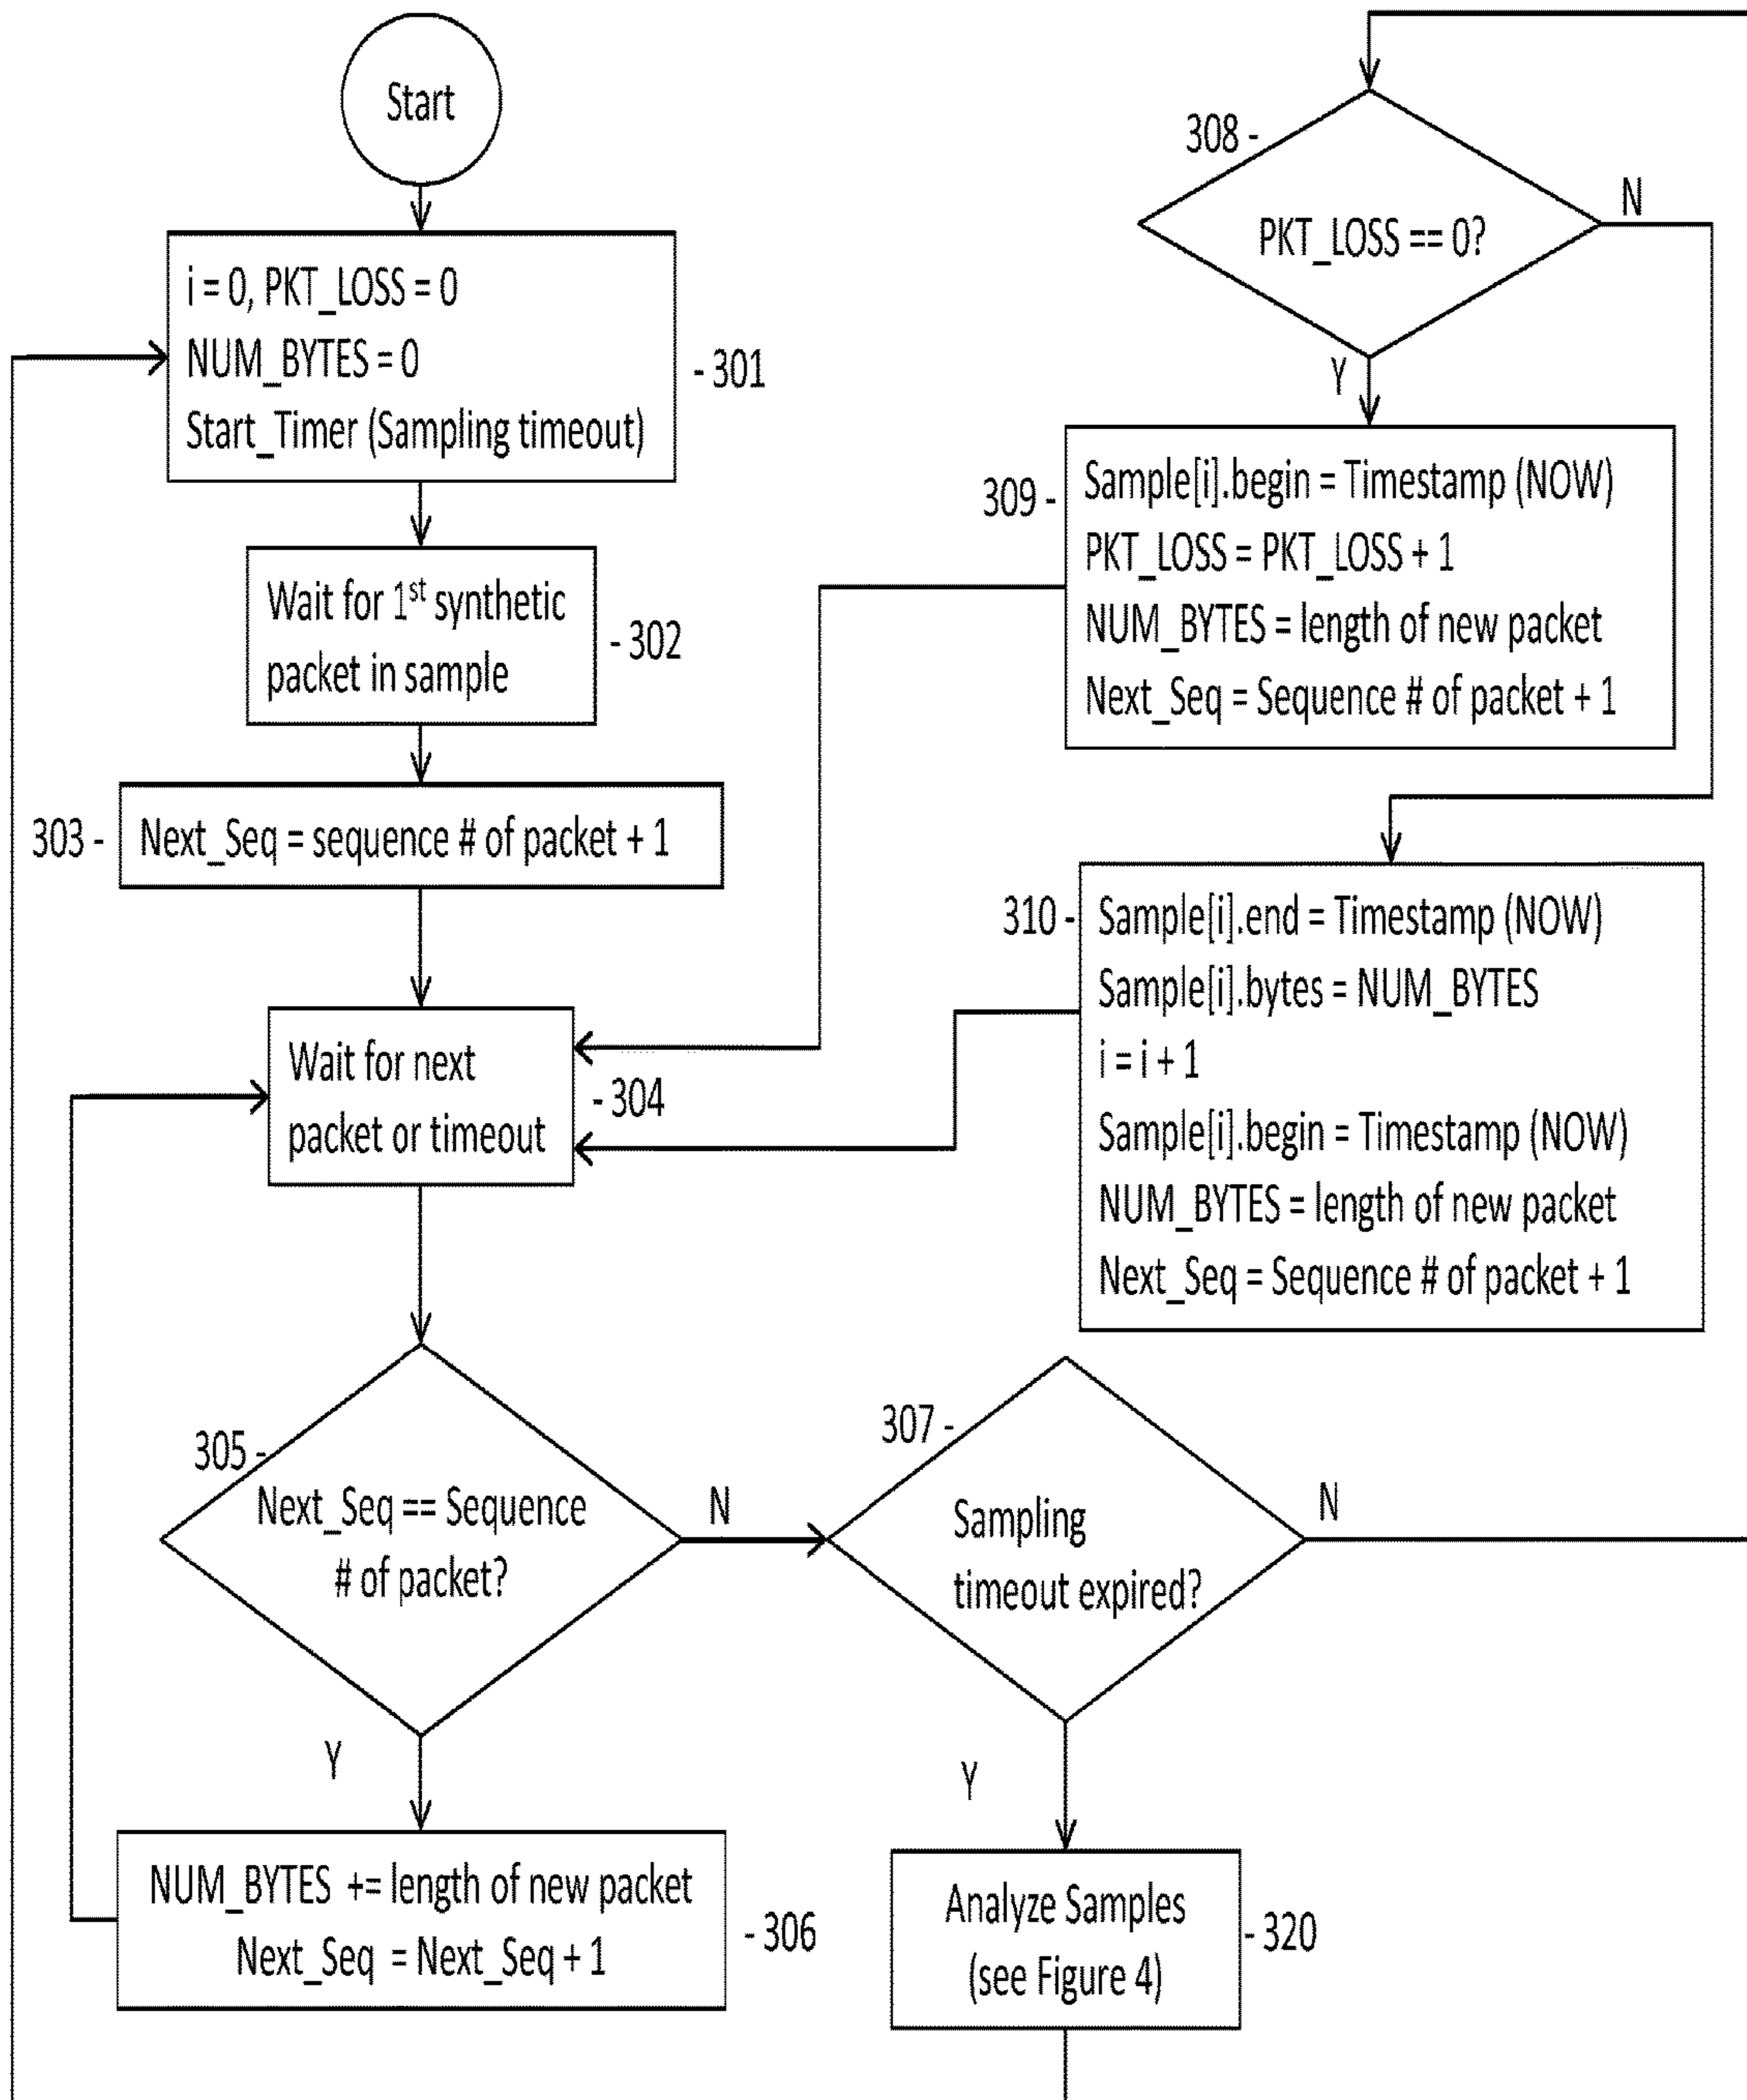 Start
i = 0, PKT_LOSS = 0
NUM_BYTES = 0
Start_Timer (Sampling timeout)
- 301
Wait for 1st synthetic
packet in sample
- 302
303 -
Next_Seq = sequence # of packet + 1
Wait for next
packet or timeout
- 304
305 -
Next_Seq == Sequence
# of packet?
N
Y
NUM_BYTES += length of new packet
Next_Seq = Next_Seq + 1
- 306
307 -
Sampling
timeout expired?
N
Y
Analyze Samples
(see Figure 4)
- 320
308 -
PKT_LOSS == 0?
N
Y
309 -
Sample[i].begin = Timestamp (NOW)
PKT_LOSS = PKT_LOSS + 1
NUM_BYTES = length of new packet
Next_Seq = Sequence # of packet + 1
310 -
Sample[i].end = Timestamp (NOW)
Sample[i].bytes = NUM_BYTES
i = i + 1
Sample[i].begin = Timestamp (NOW)
NUM_BYTES = length of new packet
Next_Seq = Sequence # of packet + 1